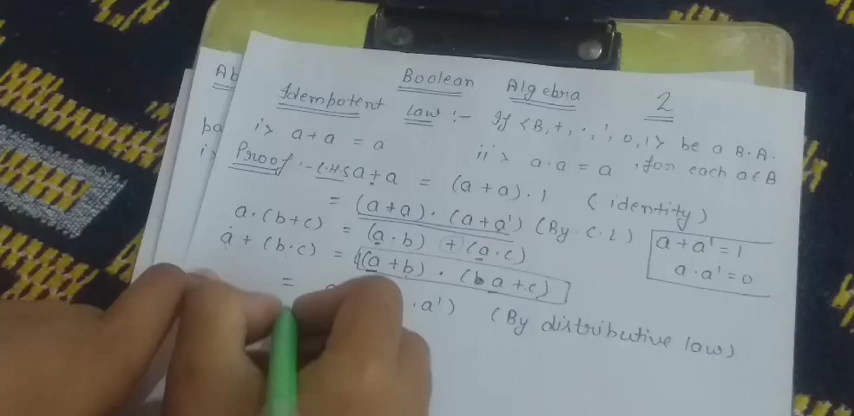 Ab
Boolean Algebra 2
Idempotent Law :- If <B, +, ·, ', 0, 1> be a B.A.
i> a + a = a ii> a . a = a , for each a ∈ B
Proof :- L.H.S a + a = (a + a) . 1 (identity)
= (a + a) . (a + a') (By C.L)
a + a' = 1
a . a' = 0
a . (b + c) = (a . b) + (a . c)
a + (b . c) = (a + b) . (a + c)
= . a') (By distributive law)